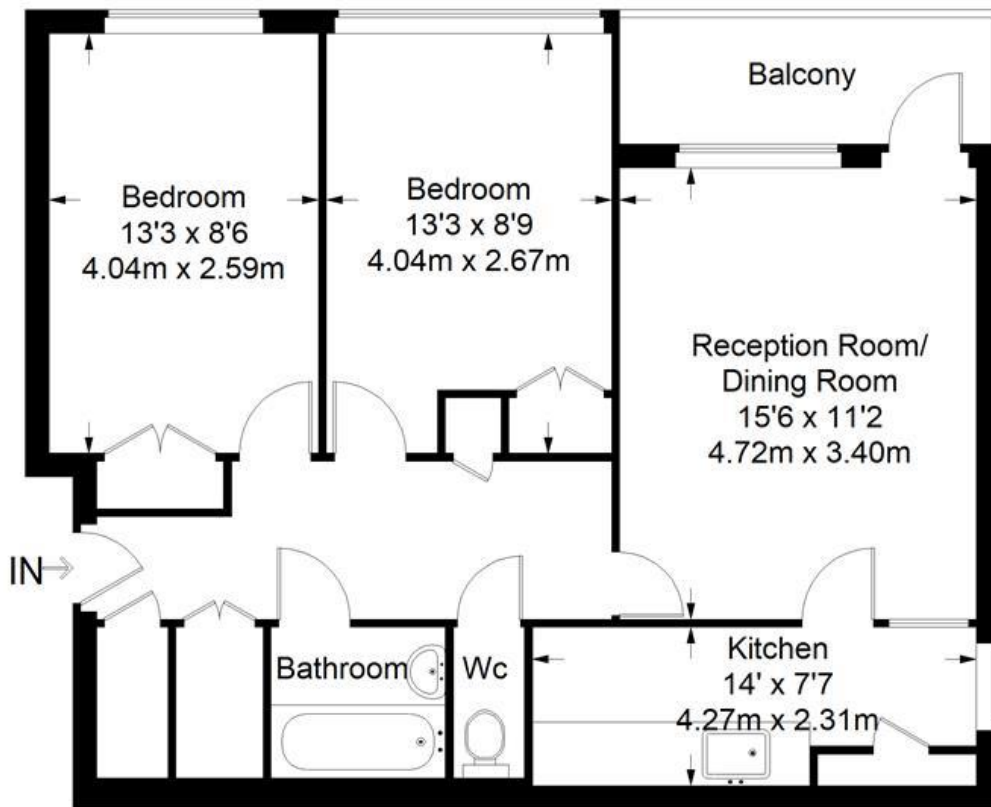 Balcony
Bedroom
13'3 x 8'6
4.04m x 2.59m
Bedroom
13'3 x 8'9
4.04m x 2.67m
Reception Room/
Dining Room
15'6 x 11'2
4.72m x 3.40m
IN
Bathroom
Wc
Kitchen
14' x 7'7
4.27m x 2.31m